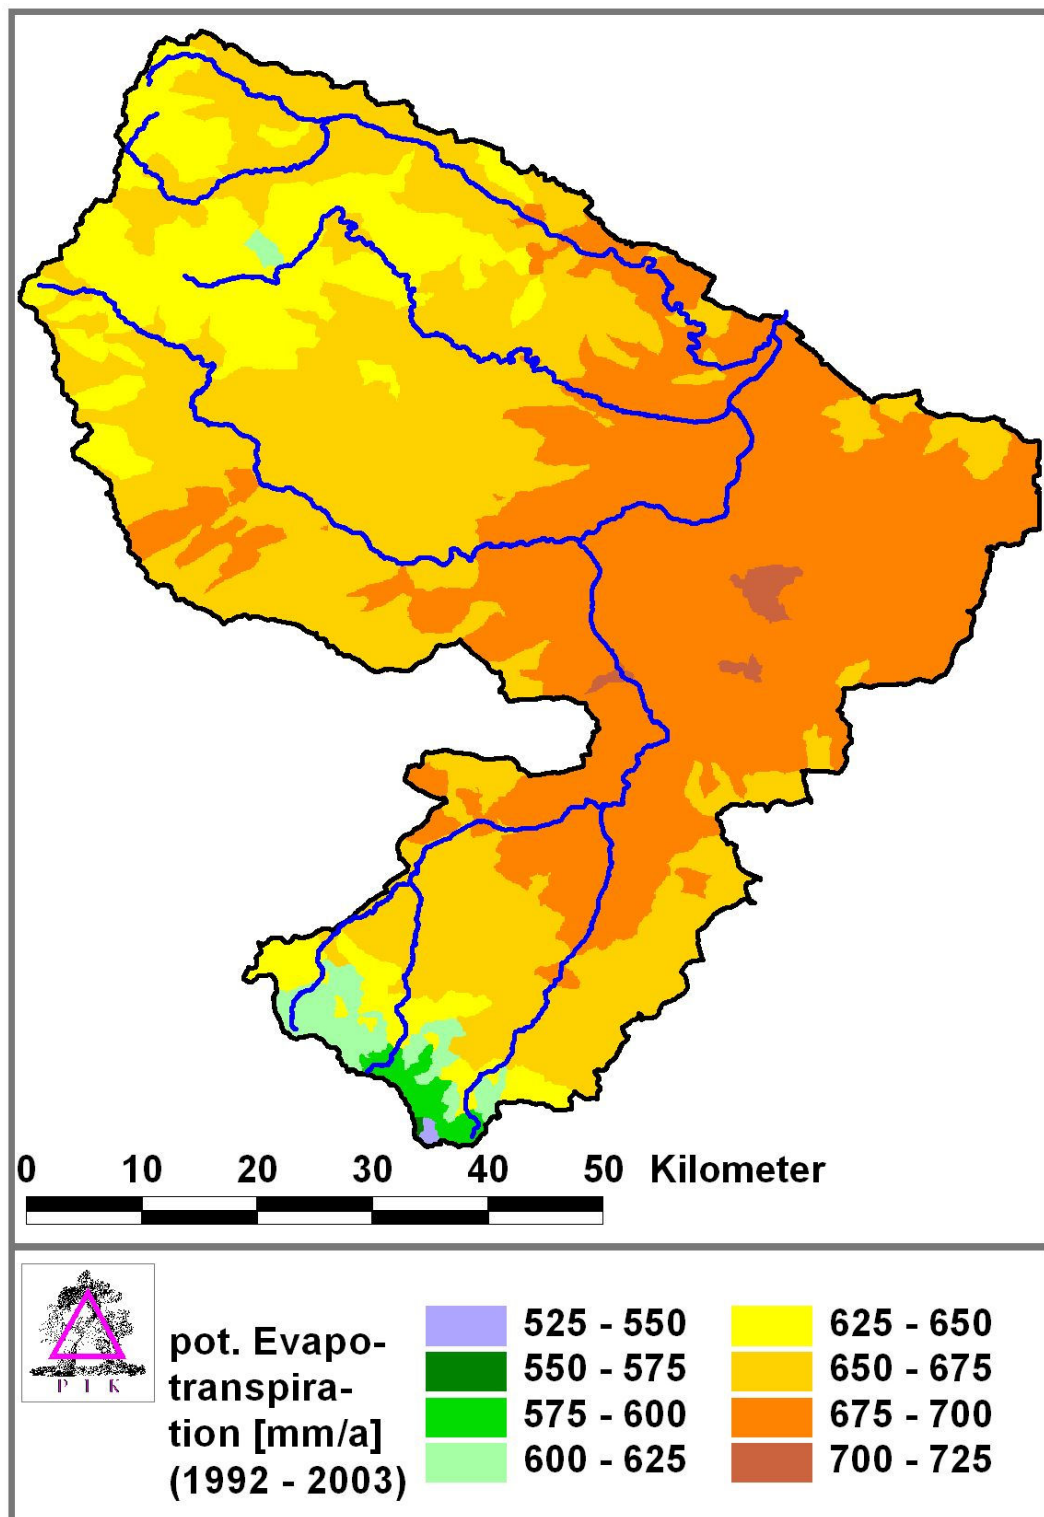 0 10 20 30 40 50 Kilometer
P I K
pot. Evapo-
transpira-
tion [mm/a]
(1992 - 2003)
525 - 550
550 - 575
575 - 600
600 - 625
625 - 650
650 - 675
675 - 700
700 - 725